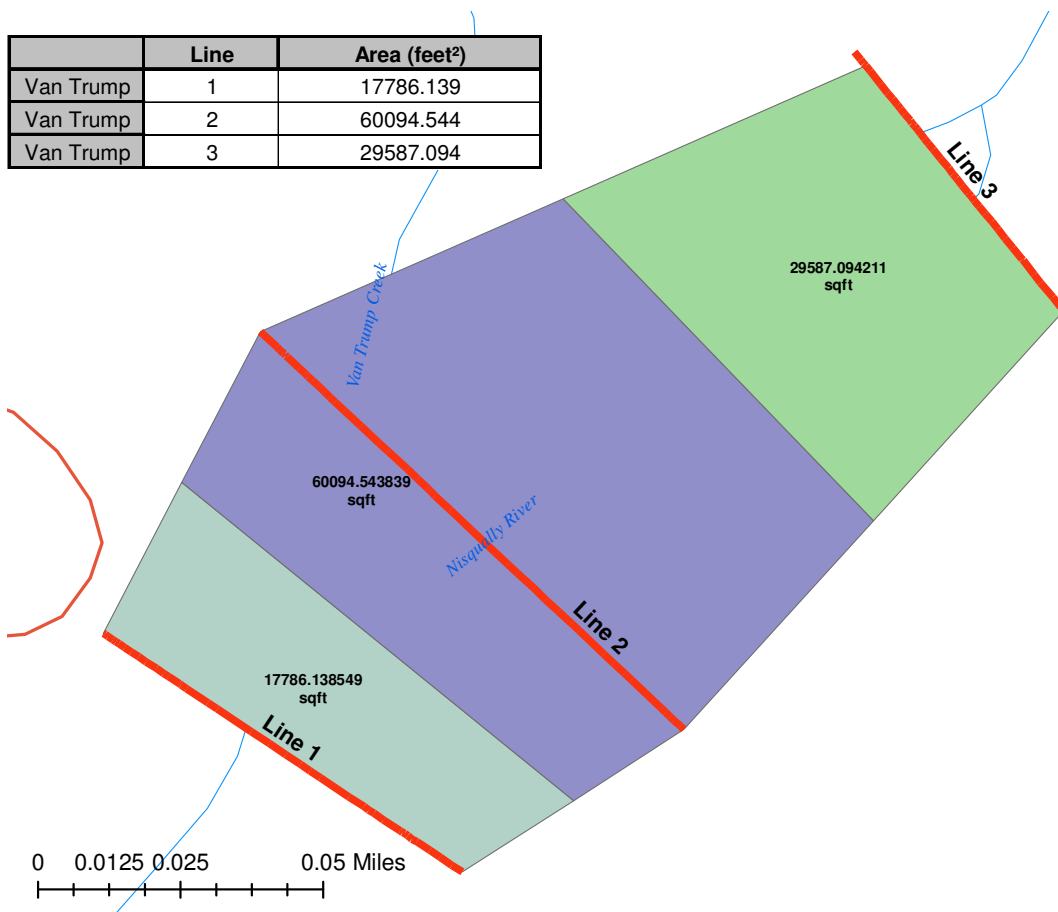 Line Area (feet²)
Van Trump 1 17786.139
Van Trump 2 60094.544
Van Trump 3 29587.094
Line 3
29587.094211
sqft
Van Trump Creek
60094.543839
sqft
Nisqually River
Line 2
17786.138549
sqft
Line 1
0 0.0125 0.025 0.05 Miles